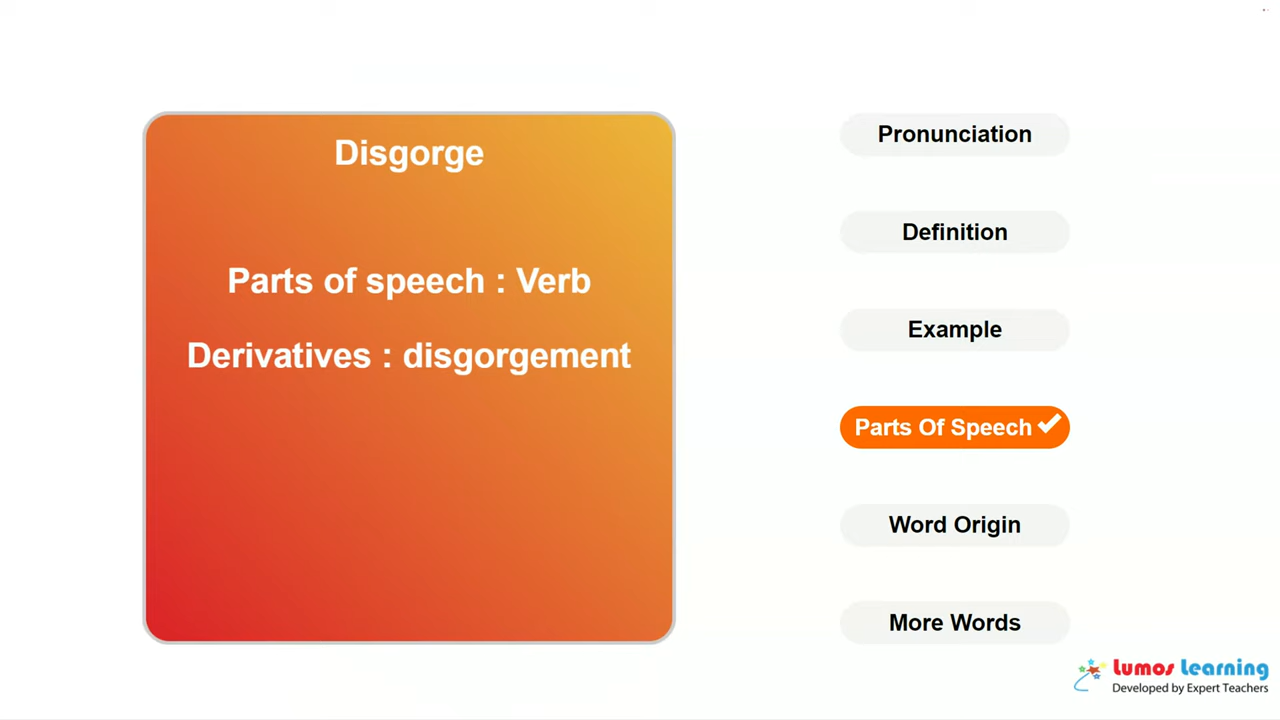 Disgorge
Parts of speech : Verb
Derivatives : disgorgement
Pronunciation
Definition
Example
Parts Of Speech
Word Origin
More Words
Lumos Learning
Developed by Expert Teachers